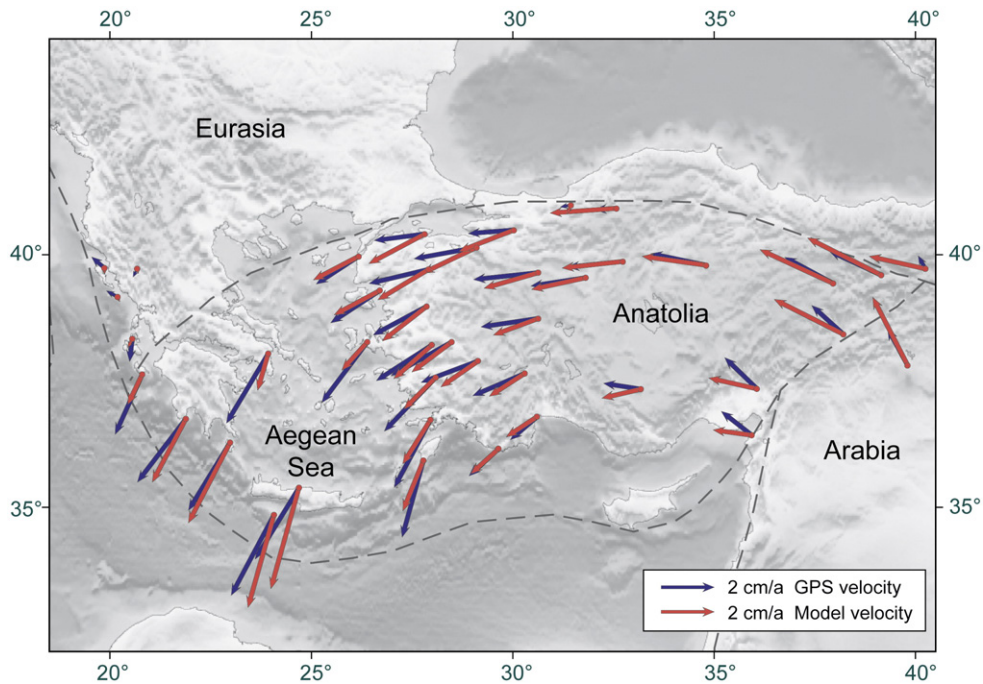 20° 25° 30° 35° 40°
Eurasia
40° 40°
Anatolia
Aegean
Sea
Arabia
35° 35°
2 cm/a GPS velocity
2 cm/a Model velocity
20° 25° 30° 35° 40°